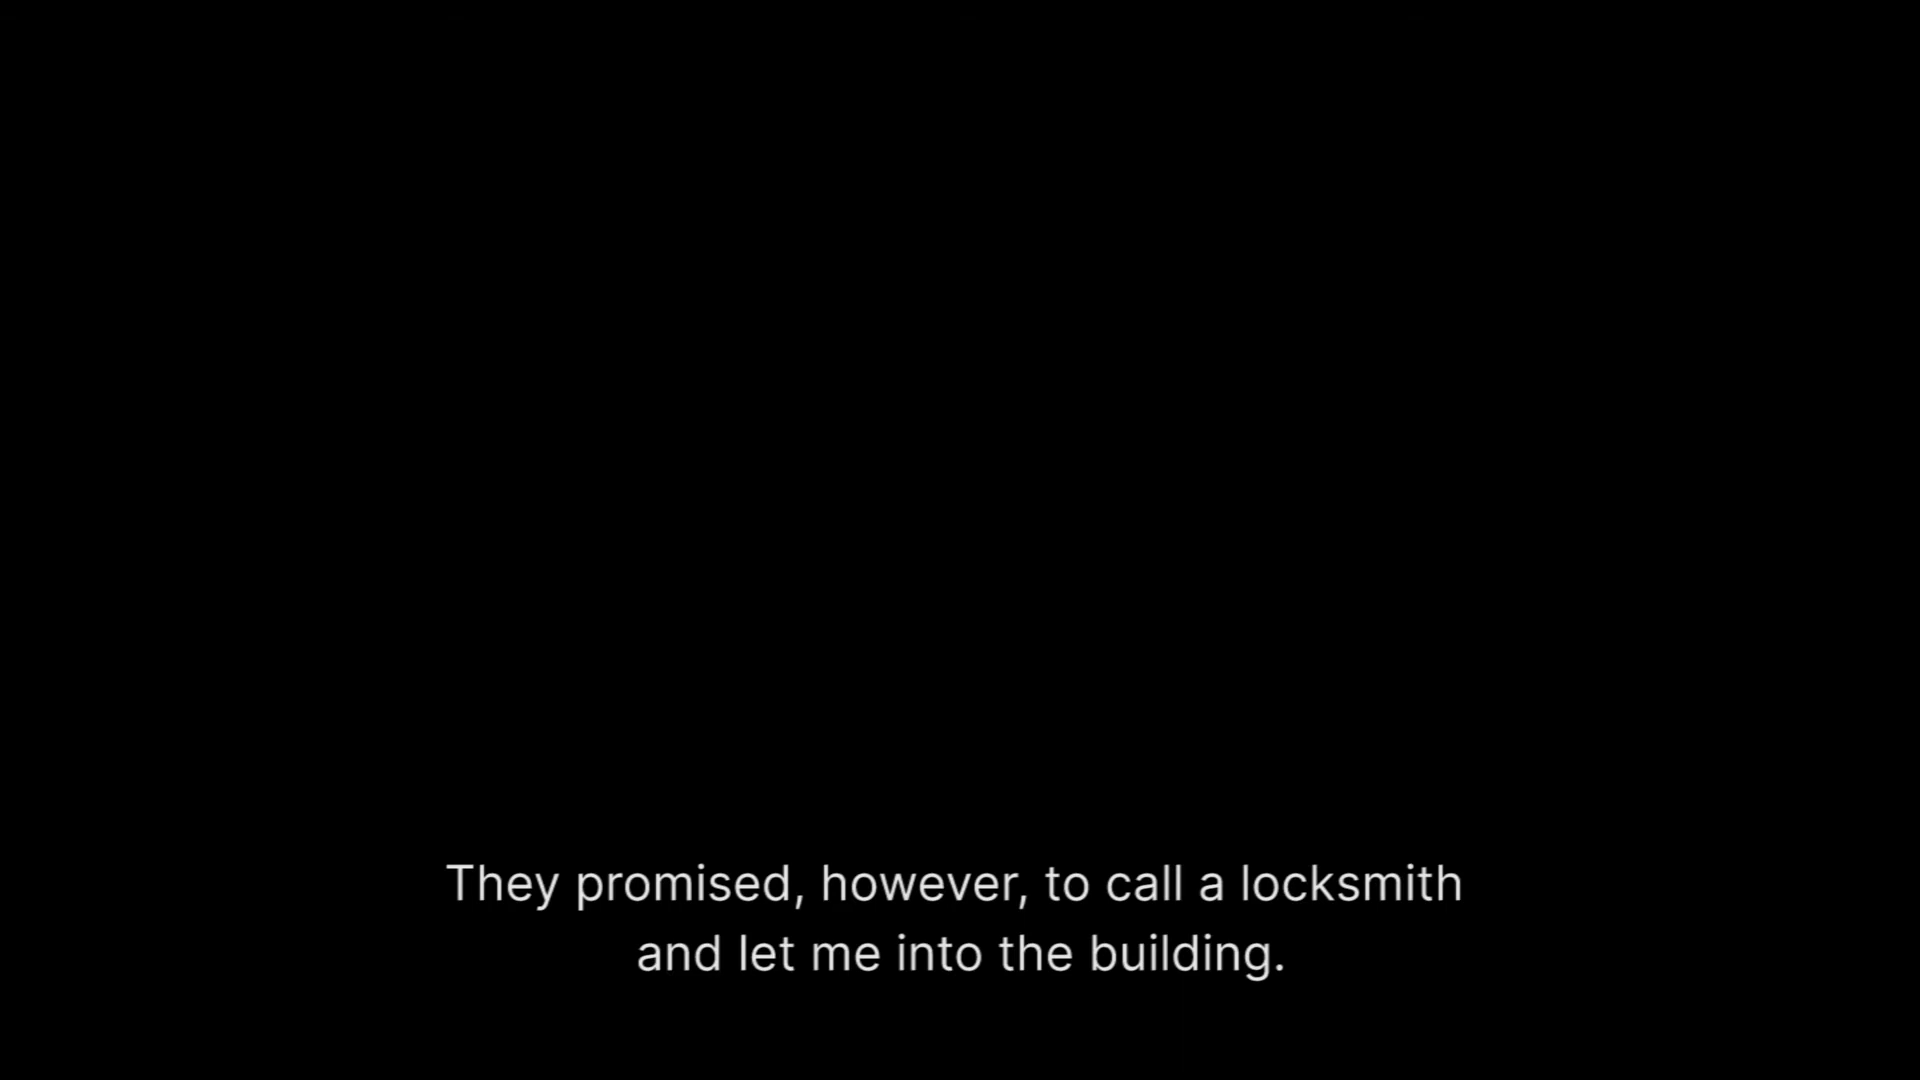 They promised, however, to call a locksmith
and let me into the building.